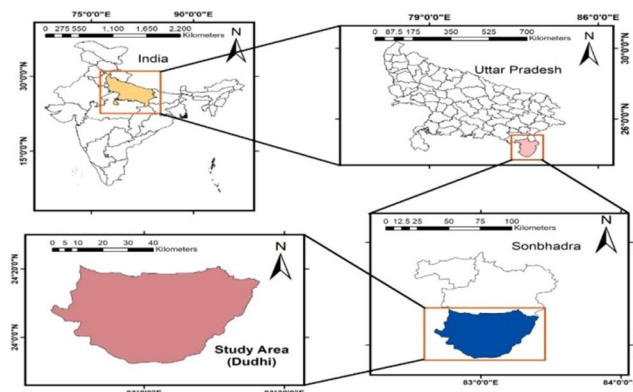 75°0'0"E 90°0'0"E
0 275 550 1,100 1,650 2,200
Kilometers
N
India
30°0'0"N
15°0'0"N
79°0'0"E 86°0'0"E
0 87.5 175 350 525 700
Kilometers
N
Uttar Pradesh
30°0'0"N
25°0'0"N
0 5 10 20 30 40
Kilometers
N
24°20'N
24°0'N
Study Area
(Dudhi)
0 12.5 25 50 75 100
Kilometers
N
Sonbhadra
83°0'0"E 84°0'